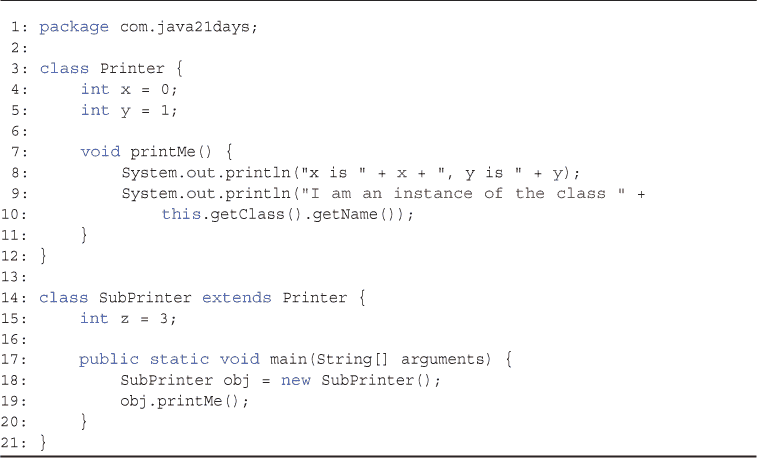 1: package com.java21days;
2:
3: class Printer {
4:     int x = 0;
5:     int y = 1;
6:
7:     void printMe() {
8:         System.out.println("x is " + x + ", y is " + y);
9:         System.out.println("I am an instance of the class " +
10:             this.getClass().getName());
11:     }
12: }
13:
14: class SubPrinter extends Printer {
15:     int z = 3;
16:
17:     public static void main(String[] arguments) {
18:         SubPrinter obj = new SubPrinter();
19:         obj.printMe();
20:     }
21: }